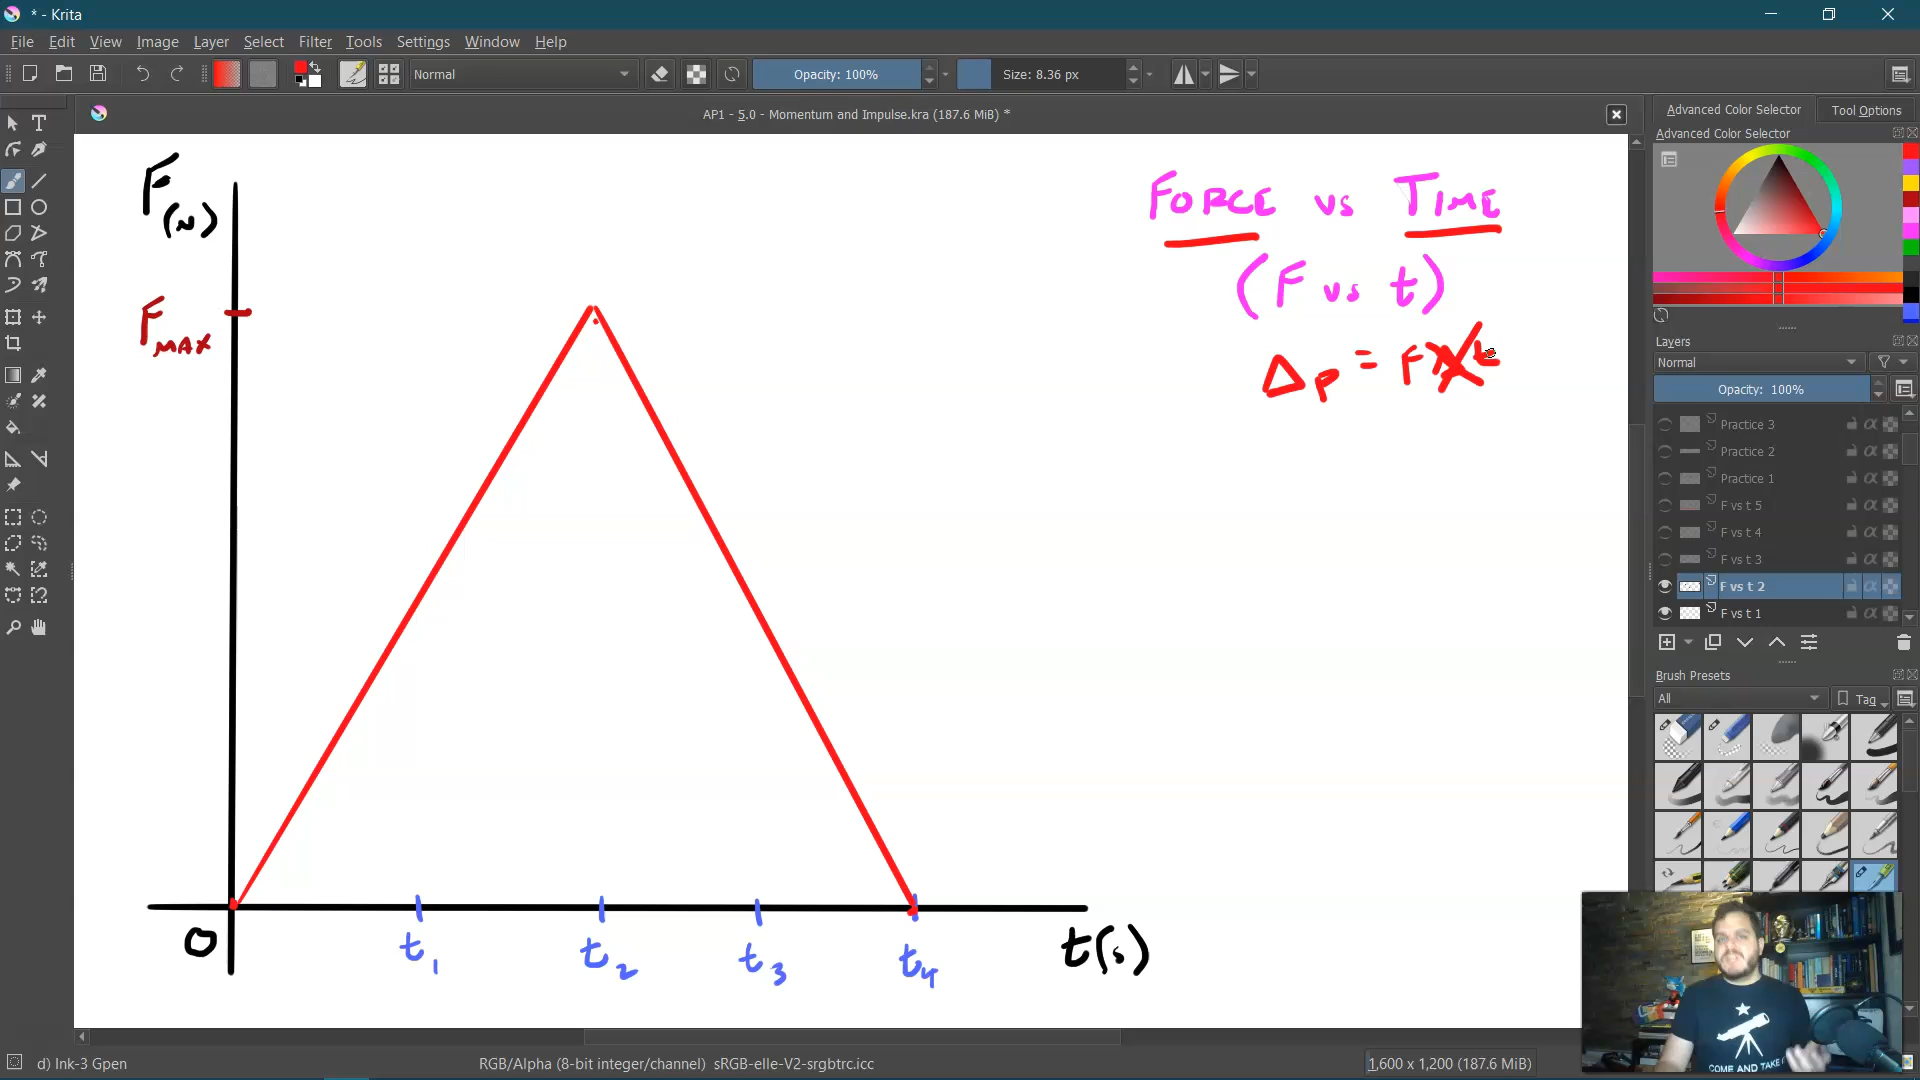 * - Krita
File Edit View Image Layer Select Filter Tools Settings Window Help
Normal
Opacity: 100%
Size: 8.36 px
AP1 - 5.0 - Momentum and Impulse.kra (187.6 MiB) *
Advanced Color Selector
Tool Options
Advanced Color Selector
F
(N)
FORCE vs TIME
(F vs t)
FMAX
Δp = F
0
t1
t2
t3
t4
t(s)
Layers
Normal
Opacity: 100%
Practice 3
Practice 2
Practice 1
F vs t 5
F vs t 4
F vs t 3
F vs t 2
F vs t 1
Brush Presets
All
Tag
COME AND TAKE
d) Ink-3 Gpen
RGB/Alpha (8-bit integer/channel) sRGB-elle-V2-srgbtrc.icc
1,600 x 1,200 (187.6 MiB)